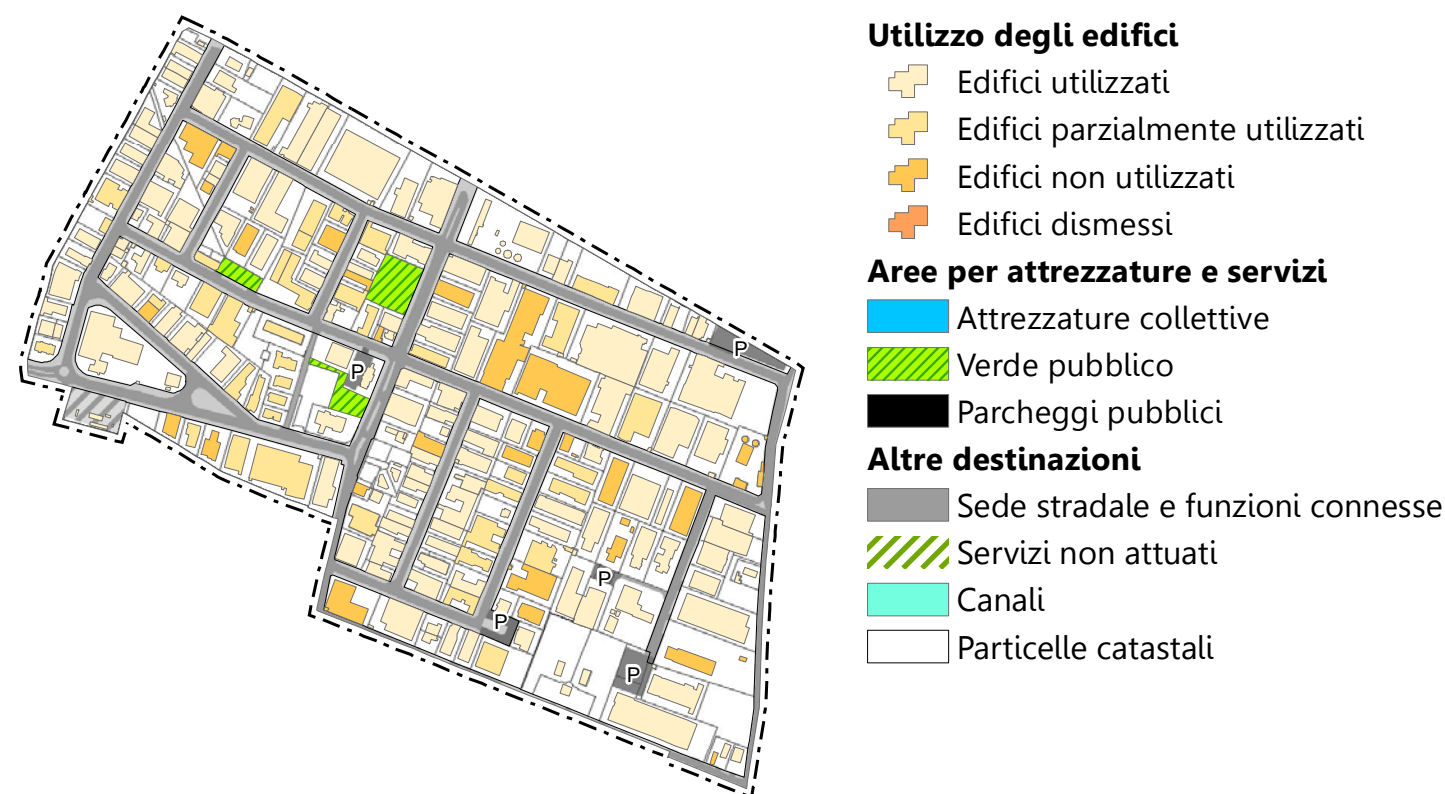 Utilizzo degli edifici
Edifici utilizzati
Edifici parzialmente utilizzati
Edifici non utilizzati
Edifici dismessi
Aree per attrezzature e servizi
Attrezzature collettive
Verde pubblico
Parcheggi pubblici
Altre destinazioni
Sede stradale e funzioni connesse
Servizi non attuati
Canali
Particelle catastali
P
P
P
P
P